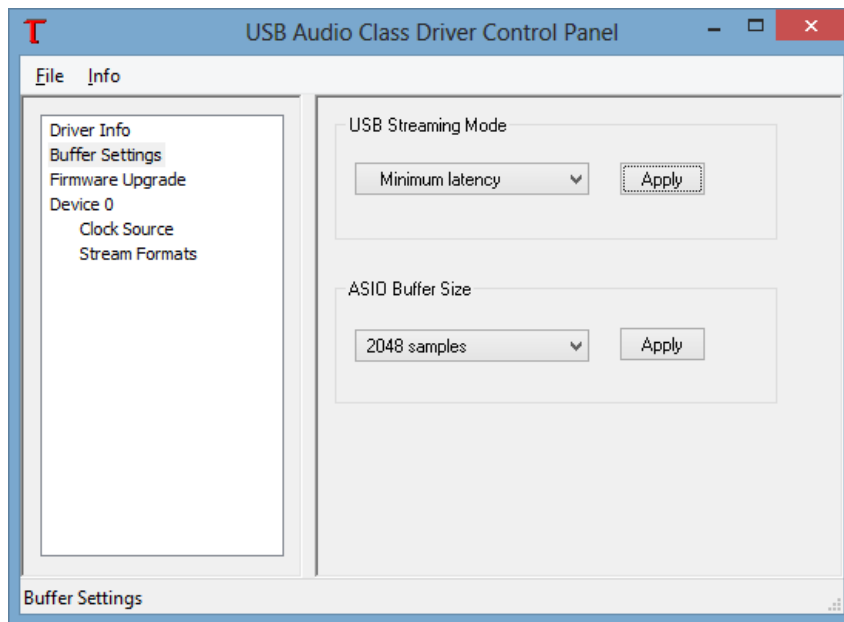 T USB Audio Class Driver Control Panel
File Info
Driver Info
Buffer Settings
Firmware Upgrade
Device 0
Clock Source
Stream Formats
USB Streaming Mode
Minimum latency Apply
ASIO Buffer Size
2048 samples Apply
Buffer Settings